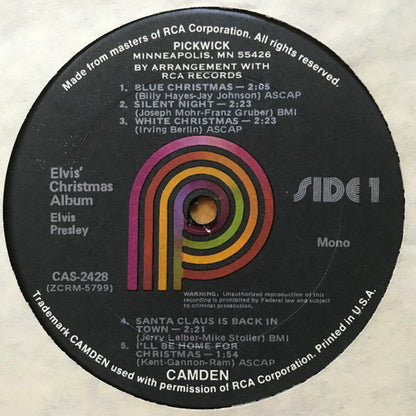 Made from masters of RCA Corporation. All rights reserved.
PICKWICK
MINNEAPOLIS, MN 55426
BY ARRANGEMENT WITH
RCA RECORDS
1. BLUE CHRISTMAS - 2:05
(Billy Hayes-Jay Johnson) ASCAP
2. SILENT NIGHT - 2:23
(Joseph Mohr-Franz Gruber) BMI
3. WHITE CHRISTMAS - 2:23
(Irving Berlin) ASCAP
Elvis'
Christmas
Album
Elvis
Presley
SIDE 1
Mono
CAS-2428
(ZCRM-5799)
WARNING: Unauthorized reproduction of this
recording is prohibited by Federal law and subject
to criminal prosecution.
4. SANTA CLAUS IS BACK IN
TOWN - 2:21
(Jerry Leiber-Mike Stoller) BMI
5. I'LL BE HOME FOR
CHRISTMAS - 1:54
(Kent-Gannon-Ram) ASCAP
CAMDEN
Trademark CAMDEN used with permission of RCA Corporation. Printed in U.S.A.